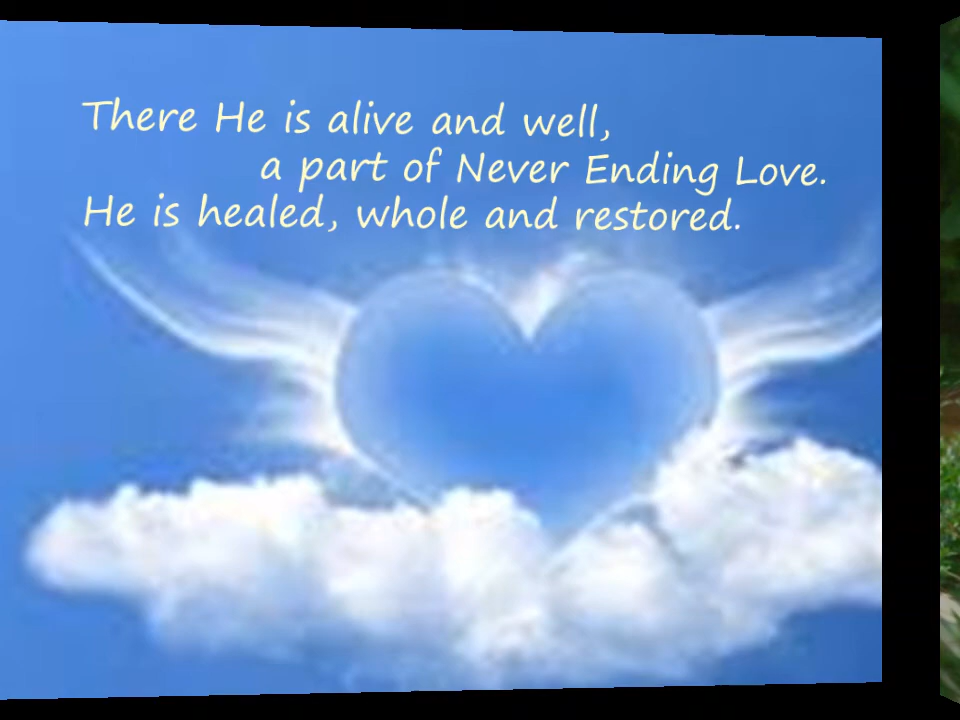 There He is alive and well,
a part of Never Ending Love.
He is healed, whole and restored.